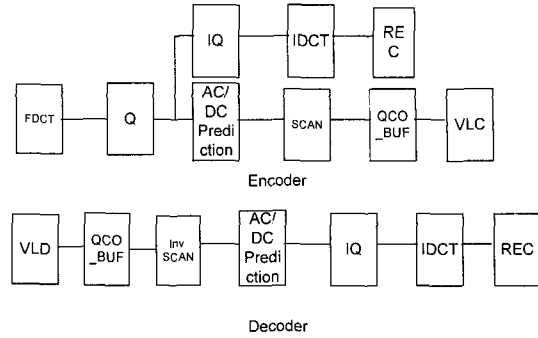 IQ
IDCT
RE
C
FDCT
Q
AC/
DC
Predi
ction
SCAN
QCO
_BUF
VLC
Encoder
VLD
QCO
_BUF
Inv
SCAN
AC/
DC
Predi
ction
IQ
IDCT
REC
Decoder